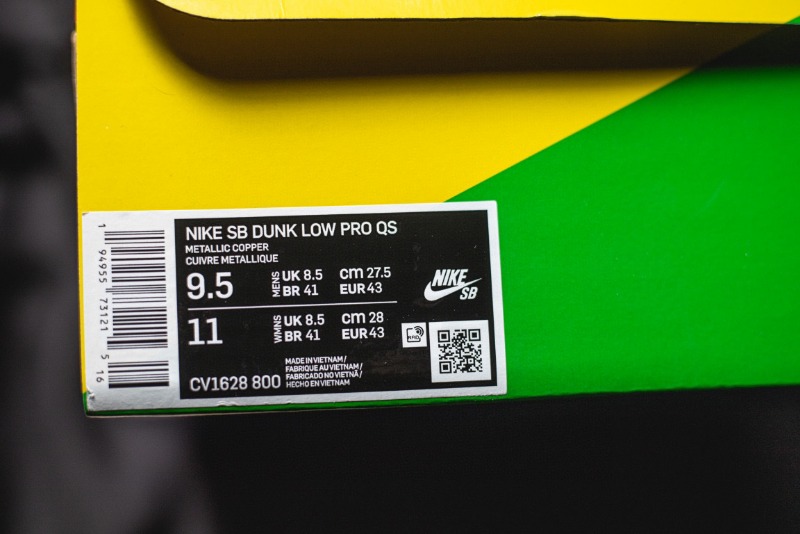 NIKE SB DUNK LOW PRO QS
METALLIC COPPER
CUIVRE METALLIQUE
9.5 MENS UK 8.5 cm 27.5
BR 41 EUR 43
11 WMNS UK 8.5 cm 28
BR 41 EUR 43
CV1628 800
MADE IN VIETNAM /
FABRIQUE AU VIETNAM /
FABRICADO NO VIETNÃ /
HECHO EN VIETNAM
NIKE
SB
1 94955 73121 5 16